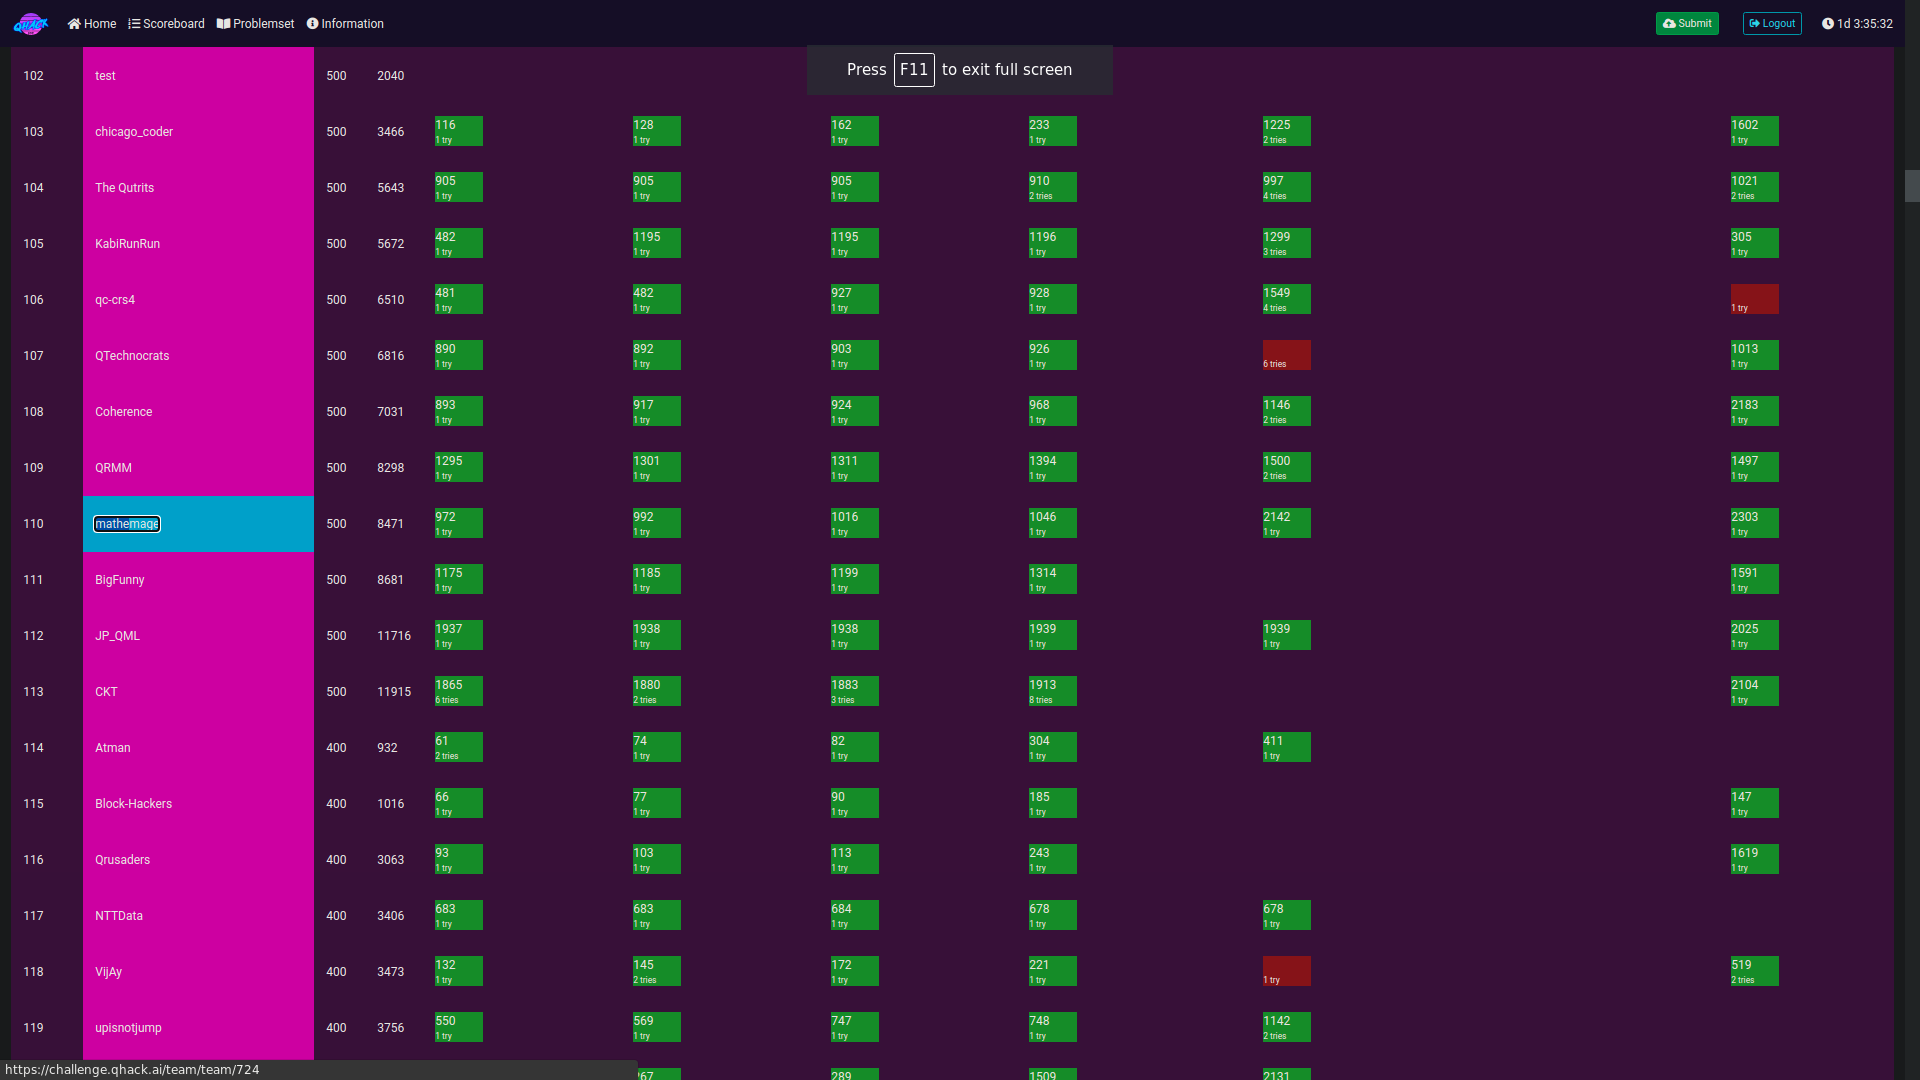 QHACK Home Scoreboard Problemset Information Submit Logout 1d 3:35:32
Press F11 to exit full screen
102 test 500 2040
103 chicago_coder 500 3466 116 128 162 233 1225 1602
1 try 1 try 1 try 1 try 2 tries 1 try
104 The Qutrits 500 5643 905 905 905 910 997 1021
1 try 1 try 1 try 2 tries 4 tries 2 tries
105 KabiRunRun 500 5672 482 1195 1195 1196 1299 305
1 try 1 try 1 try 1 try 3 tries 1 try
106 qc-crs4 500 6510 481 482 927 928 1549
1 try 1 try 1 try 1 try 4 tries 1 try
107 QTechnocrats 500 6816 890 892 903 926 1013
1 try 1 try 1 try 1 try 6 tries 1 try
108 Coherence 500 7031 893 917 924 968 1146 2183
1 try 1 try 1 try 1 try 2 tries 1 try
109 QRMM 500 8298 1295 1301 1311 1394 1500 1497
1 try 1 try 1 try 1 try 2 tries 1 try
110 mathemage 500 8471 972 992 1016 1046 2142 2303
1 try 1 try 1 try 1 try 1 try 1 try
111 BigFunny 500 8681 1175 1185 1199 1314 1591
1 try 1 try 1 try 1 try 1 try
112 JP_QML 500 11716 1937 1938 1938 1939 1939 2025
1 try 1 try 1 try 1 try 1 try 1 try
113 CKT 500 11915 1865 1880 1883 1913 2104
6 tries 2 tries 3 tries 8 tries 1 try
114 Atman 400 932 61 74 82 304 411
2 tries 1 try 1 try 1 try 1 try
115 Block-Hackers 400 1016 66 77 90 185 147
1 try 1 try 1 try 1 try 1 try
116 Qrusaders 400 3063 93 103 113 243 1619
1 try 1 try 1 try 1 try 1 try
117 NTTData 400 3406 683 683 684 678 678
1 try 1 try 1 try 1 try 1 try
118 VijAy 400 3473 132 145 172 221 519
1 try 2 tries 1 try 1 try 1 try 2 tries
119 upisnotjump 400 3756 550 569 747 748 1142
1 try 1 try 1 try 1 try 2 tries
https://challenge.qhack.ai/team/team/724 289 1509 2131